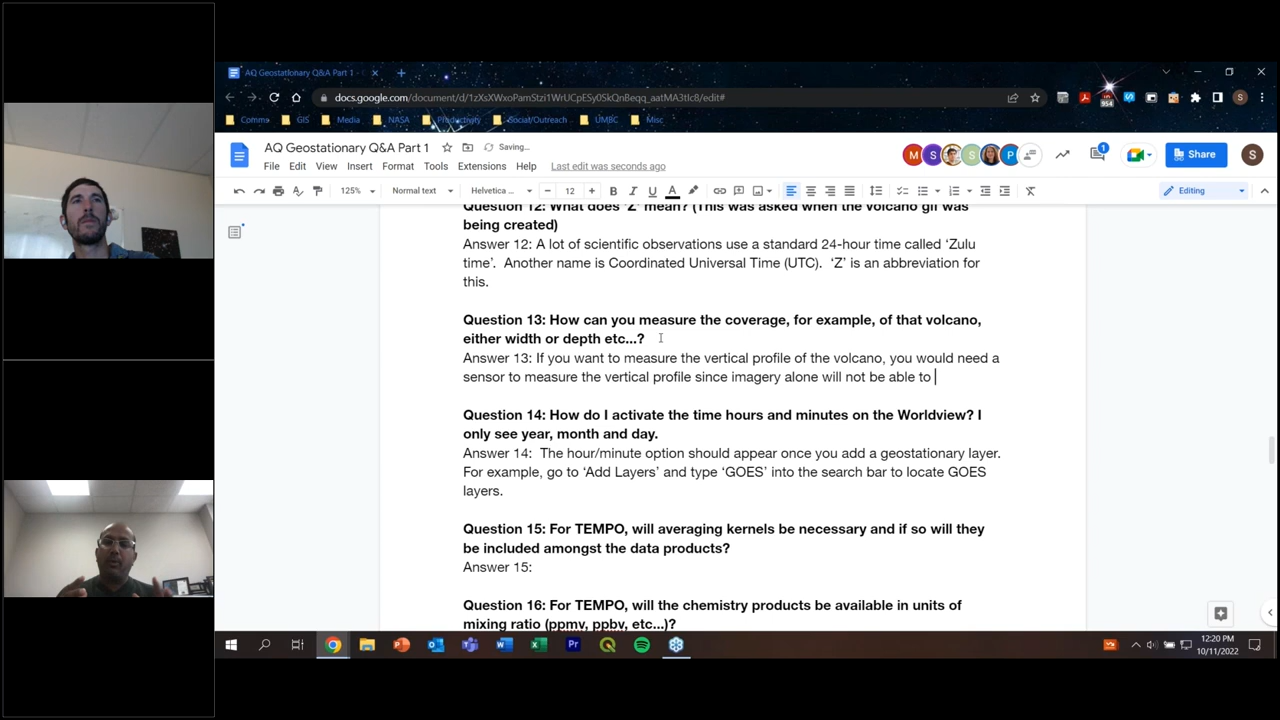 AQ Geostationary Q&A Part 1
docs.google.com/document/d/1zXsXWxoPamStzi1WrUCpESy0SkQnBeqq_aatMA3tIc8/edit#
954
Comms GIS Media NASA Productivity Social/Outreach UMBC Misc
AQ Geostationary Q&A Part 1 Saving...
File Edit View Insert Format Tools Extensions Help Last edit was seconds ago
M S S P 1 Share S
125% Normal text Helvetica ... 12 B I U A Editing
Question 12: What does 'Z' mean? (This was asked when the volcano gif was
being created)
Answer 12: A lot of scientific observations use a standard 24-hour time called 'Zulu
time'. Another name is Coordinated Universal Time (UTC). 'Z' is an abbreviation for
this.
Question 13: How can you measure the coverage, for example, of that volcano,
either width or depth etc...?
Answer 13: If you want to measure the vertical profile of the volcano, you would need a
sensor to measure the vertical profile since imagery alone will not be able to
Question 14: How do I activate the time hours and minutes on the Worldview? I
only see year, month and day.
Answer 14: The hour/minute option should appear once you add a geostationary layer.
For example, go to 'Add Layers' and type 'GOES' into the search bar to locate GOES
layers.
Question 15: For TEMPO, will averaging kernels be necessary and if so will they
be included amongst the data products?
Answer 15:
Question 16: For TEMPO, will the chemistry products be available in units of
mixing ratio (ppmv, ppbv, etc...)?
12:20 PM
10/11/2022